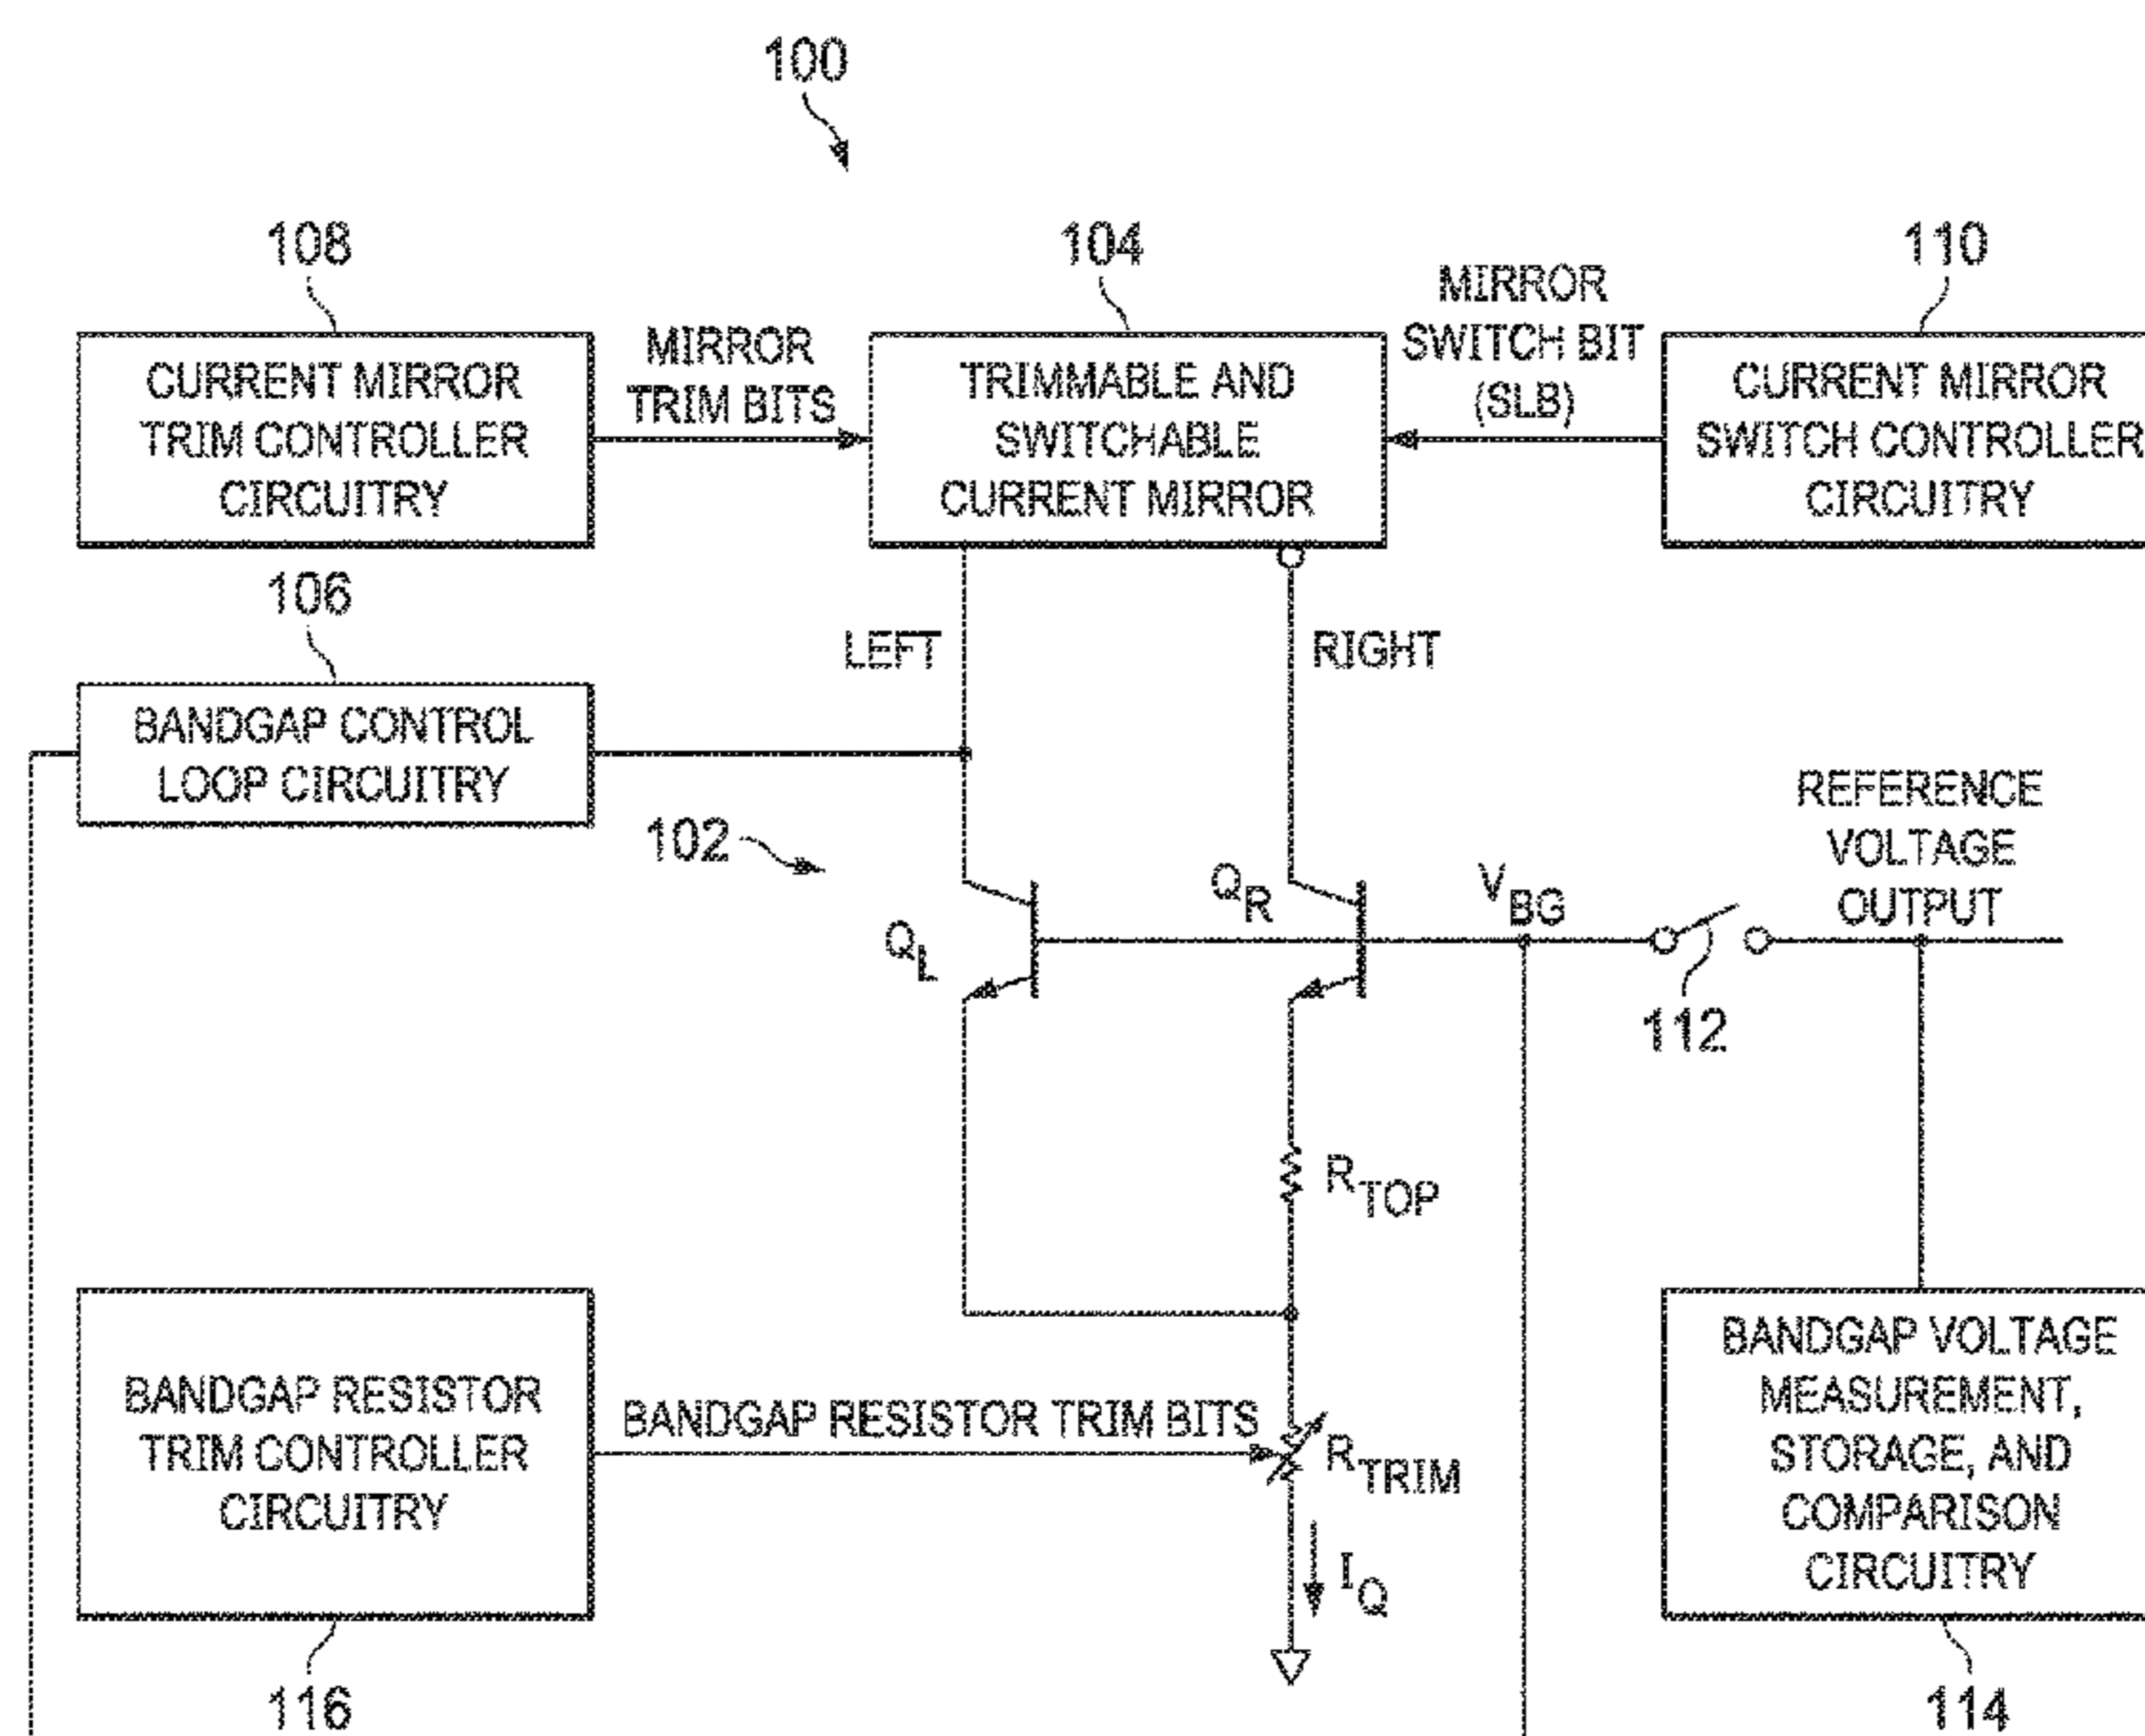 100
108
104
110
CURRENT MIRROR
TRIM CONTROLLER
CIRCUITRY
MIRROR
TRIM BITS
TRIMMABLE AND
SWITCHABLE
CURRENT MIRROR
MIRROR
SWITCH BIT
(SLB)
CURRENT MIRROR
SWITCH CONTROLLER
CIRCUITRY
106
LEFT
RIGHT
BANDGAP CONTROL
LOOP CIRCUITRY
102
QL
QR
VBG
REFERENCE
VOLTAGE
OUTPUT
112
RTOP
BANDGAP RESISTOR
TRIM CONTROLLER
CIRCUITRY
BANDGAP RESISTOR TRIM BITS
RTRIM
IQ
BANDGAP VOLTAGE
MEASUREMENT,
STORAGE, AND
COMPARISON
CIRCUITRY
116
114